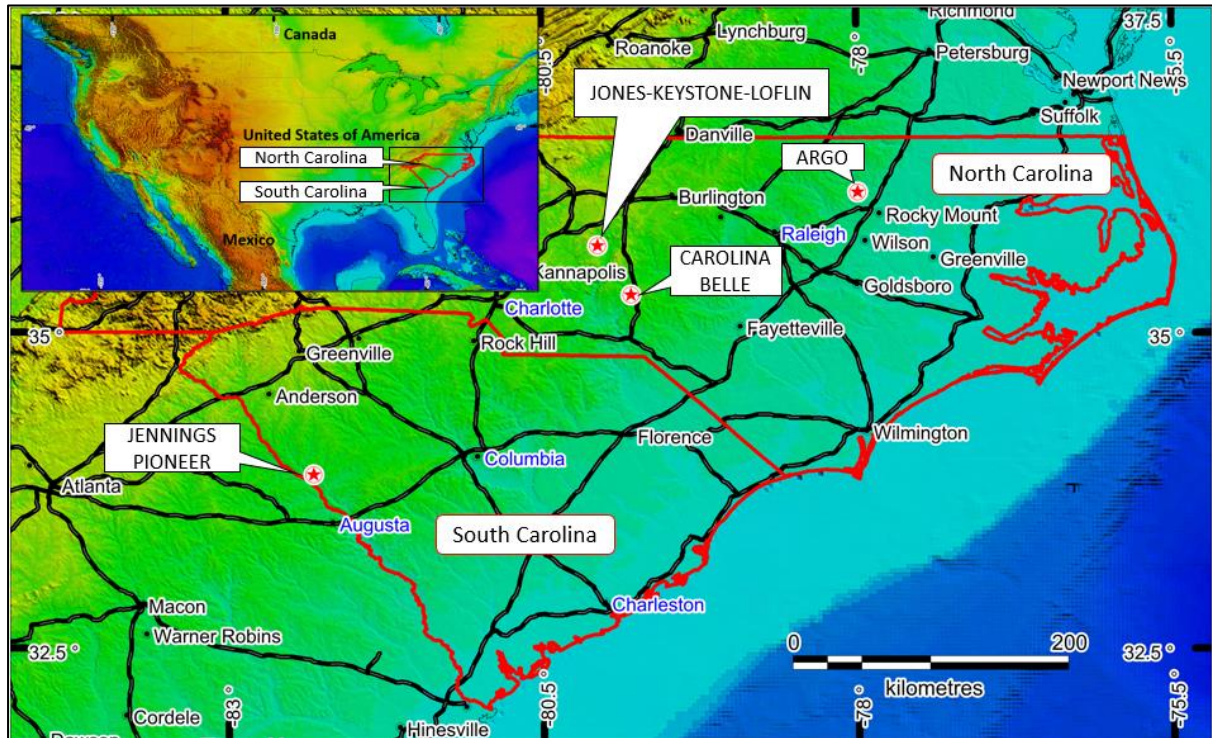 Canada
United States of America
North Carolina
South Carolina
Mexico
-80.5 °
-78 °
37.5
-75.5 °
Richmond
Roanoke
Lynchburg
Petersburg
Newport News
Suffolk
JONES-KEYSTONE-LOFLIN
Danville
ARGO
North Carolina
Burlington
Rocky Mount
Raleigh
Wilson
Greenville
Kannapolis
CAROLINA
BELLE
Goldsboro
Charlotte
Fayetteville
35 °
35 °
Greenville
Rock Hill
Anderson
JENNINGS
PIONEER
Florence
Wilmington
Columbia
Atlanta
Augusta
South Carolina
Macon
Charleston
Warner Robins
32.5 °
0
200
kilometres
32.5 °
-83 °
-80.5 °
-78 °
-75.5 °
Cordele
Hinesville